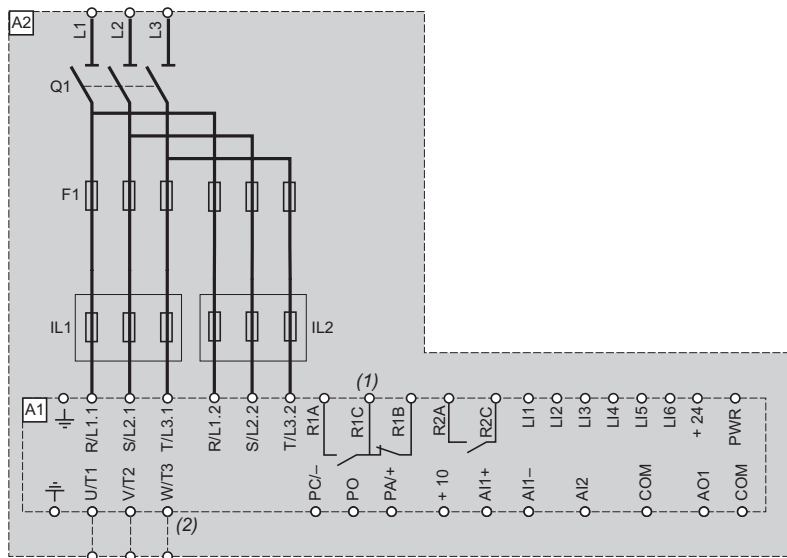 A2
L1 L2 L3
Q1
F1
IL1 IL2
A1
(1)
R/L1.1 S/L2.1 T/L3.1 R/L1.2 S/L2.2 T/L3.2 R1A R1C R1B R2A R2C LI1 LI2 LI3 LI4 LI5 LI6 + 24 PWR
U/T1 V/T2 W/T3 PC/– PO PA/+ + 10 AI1+ AI1– AI2 COM AO1 COM
(2)